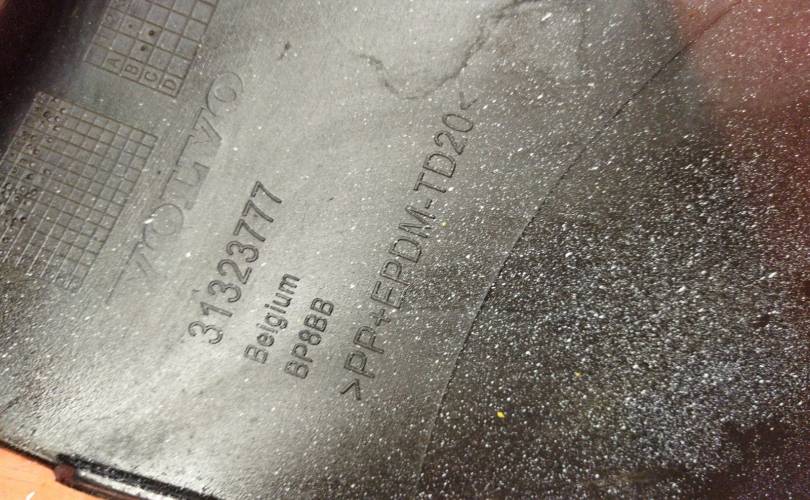 A B C D
VOLVO
31323777
Belgium
BP8BB
>PP+EPDM-TD20<